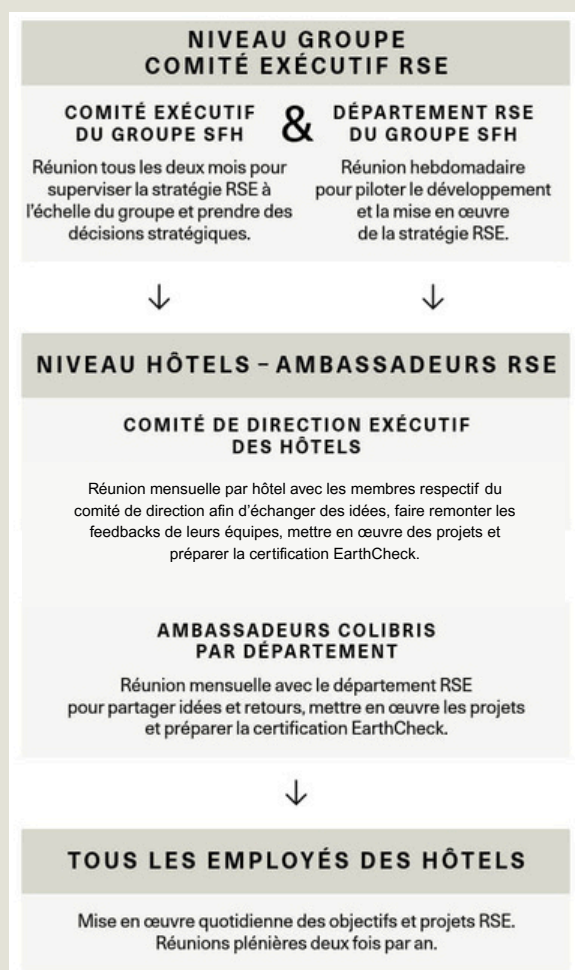 NIVEAU GROUPE
COMITÉ EXÉCUTIF RSE
COMITÉ EXÉCUTIF
DU GROUPE SFH
Réunion tous les deux mois pour
superviser la stratégie RSE à
l'échelle du groupe et prendre des
décisions stratégiques.
&
DÉPARTEMENT RSE
DU GROUPE SFH
Réunion hebdomadaire
pour piloter le développement
et la mise en œuvre
de la stratégie RSE.
NIVEAU HÔTELS – AMBASSADEURS RSE
COMITÉ DE DIRECTION EXÉCUTIF
DES HÔTELS
Réunion mensuelle par hôtel avec les membres respectif du
comité de direction afin d'échanger des idées, faire remonter les
feedbacks de leurs équipes, mettre en œuvre des projets et
préparer la certification EarthCheck.
AMBASSADEURS COLIBRIS
PAR DÉPARTEMENT
Réunion mensuelle avec le département RSE
pour partager idées et retours, mettre en œuvre les projets
et préparer la certification EarthCheck.
TOUS LES EMPLOYÉS DES HÔTELS
Mise en œuvre quotidienne des objectifs et projets RSE.
Réunions plénières deux fois par an.